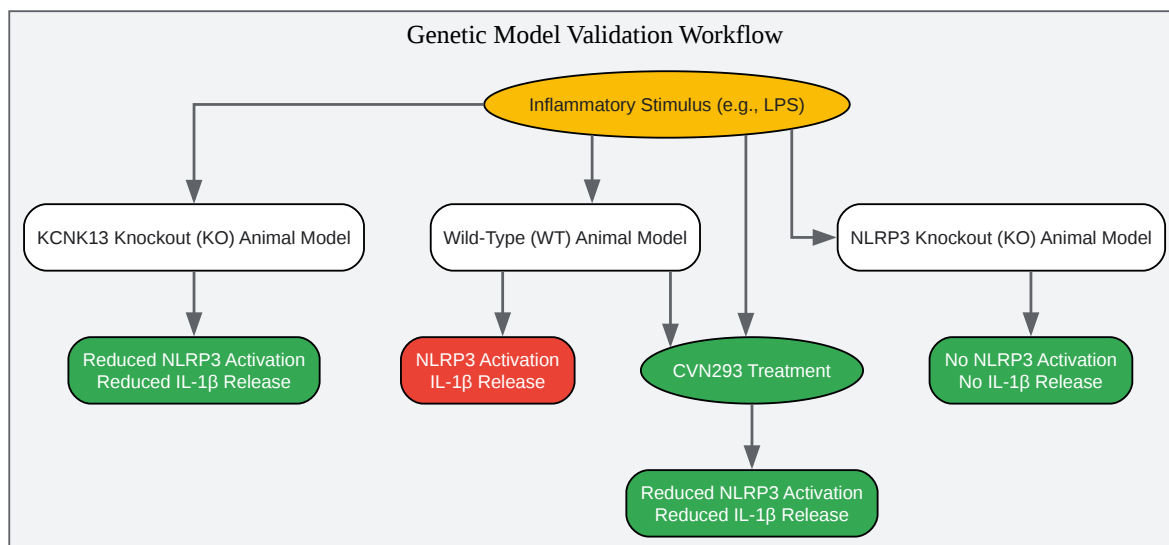 Genetic Model Validation Workflow
Inflammatory Stimulus (e.g., LPS)
KCNK13 Knockout (KO) Animal Model
Wild-Type (WT) Animal Model
NLRP3 Knockout (KO) Animal Model
Reduced NLRP3 Activation
Reduced IL-1β Release
NLRP3 Activation
IL-1β Release
CVN293 Treatment
No NLRP3 Activation
No IL-1β Release
Reduced NLRP3 Activation
Reduced IL-1β Release